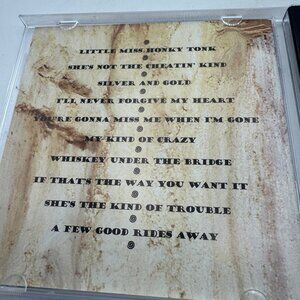 LITTLE MISS HONKY TONK
SHE'S NOT THE CHEATIN' KIND
SILVER AND GOLD
I'LL NEVER FORGIVE MY HEART
YOU'RE GONNA MISS ME WHEN I'M GONE
MY KIND OF CRAZY
WHISKEY UNDER THE BRIDGE
IF THAT'S THE WAY YOU WANT IT
SHE'S THE KIND OF TROUBLE
A FEW GOOD RIDES AWAY